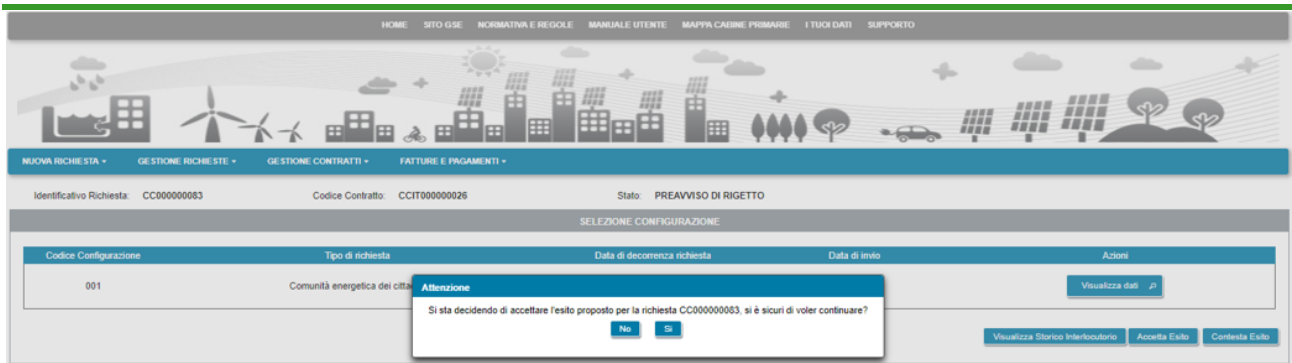 HOME SITO GSE NORMATIVA E REGOLE MANUALE UTENTE MAPPA CABINE PRIMARIE I TUOI DATI SUPPORTO
NUOVA RICHIESTA GESTIONE RICHIESTE GESTIONE CONTRATTI FATTURE E PAGAMENTI
Identificativo Richiesta: CC000000083 Codice Contratto: CCIT000000026 Stato: PREAVVISO DI RIGETTO
SELEZIONE CONFIGURAZIONE
Codice Configurazione Tipo di richiesta Data di decorrenza richiesta Data di invio Azioni
001 Comunità energetica dei citta Visualizza dati
Attenzione
Si sta decidendo di accettare l'esito proposto per la richiesta CC000000083, si è sicuri di voler continuare?
No Si
Visualizza Storico Interlocutorio Accetta Esito Contesta Esito